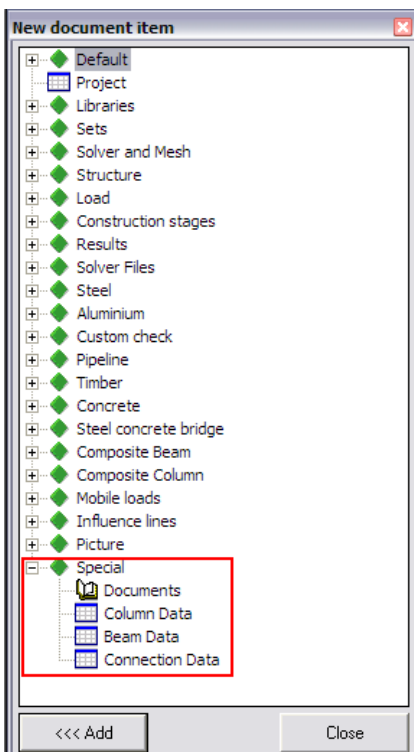 New document item
Default
Project
Libraries
Sets
Solver and Mesh
Structure
Load
Construction stages
Results
Solver Files
Steel
Aluminium
Custom check
Pipeline
Timber
Concrete
Steel concrete bridge
Composite Beam
Composite Column
Mobile loads
Influence lines
Picture
Special
Documents
Column Data
Beam Data
Connection Data
<<< Add Close